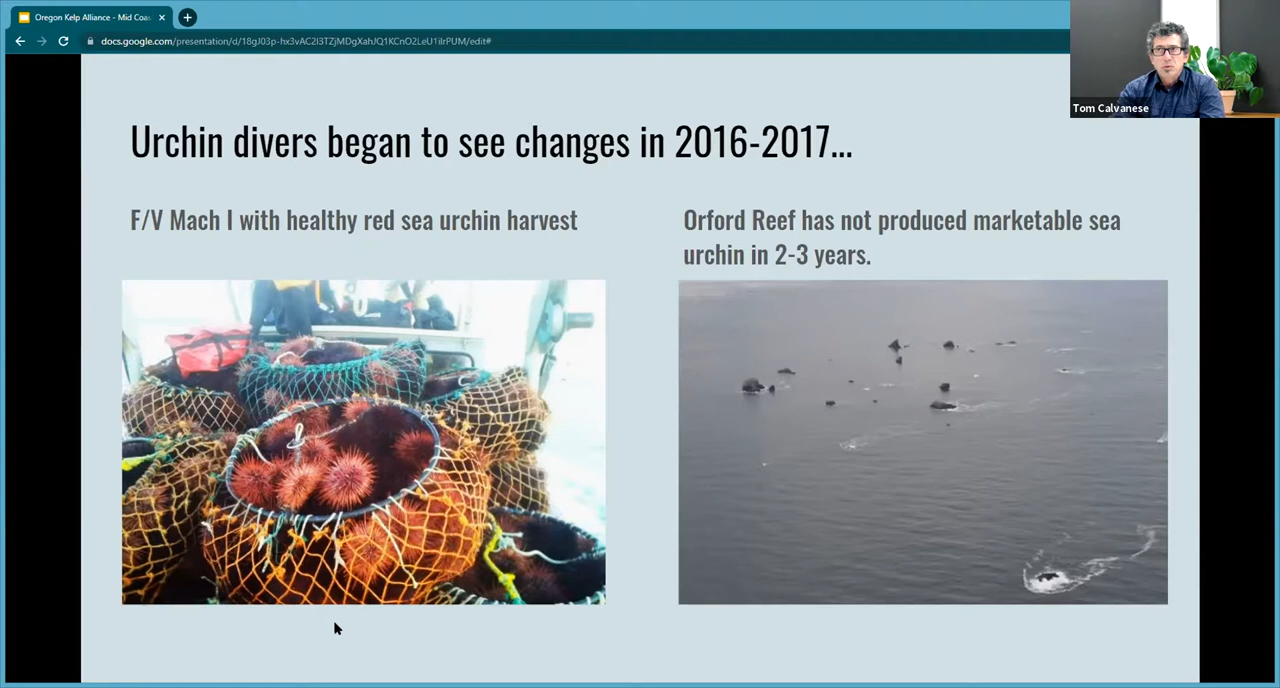 Oregon Kelp Alliance - Mid Coas
docs.google.com/presentation/d/18gJ03p-hx3vAC2I3TZjMDgXahJQ1KCnO2LeU1iIrPUM/edit#
Tom Calvanese
Urchin divers began to see changes in 2016-2017...
F/V Mach I with healthy red sea urchin harvest
Orford Reef has not produced marketable sea
urchin in 2-3 years.